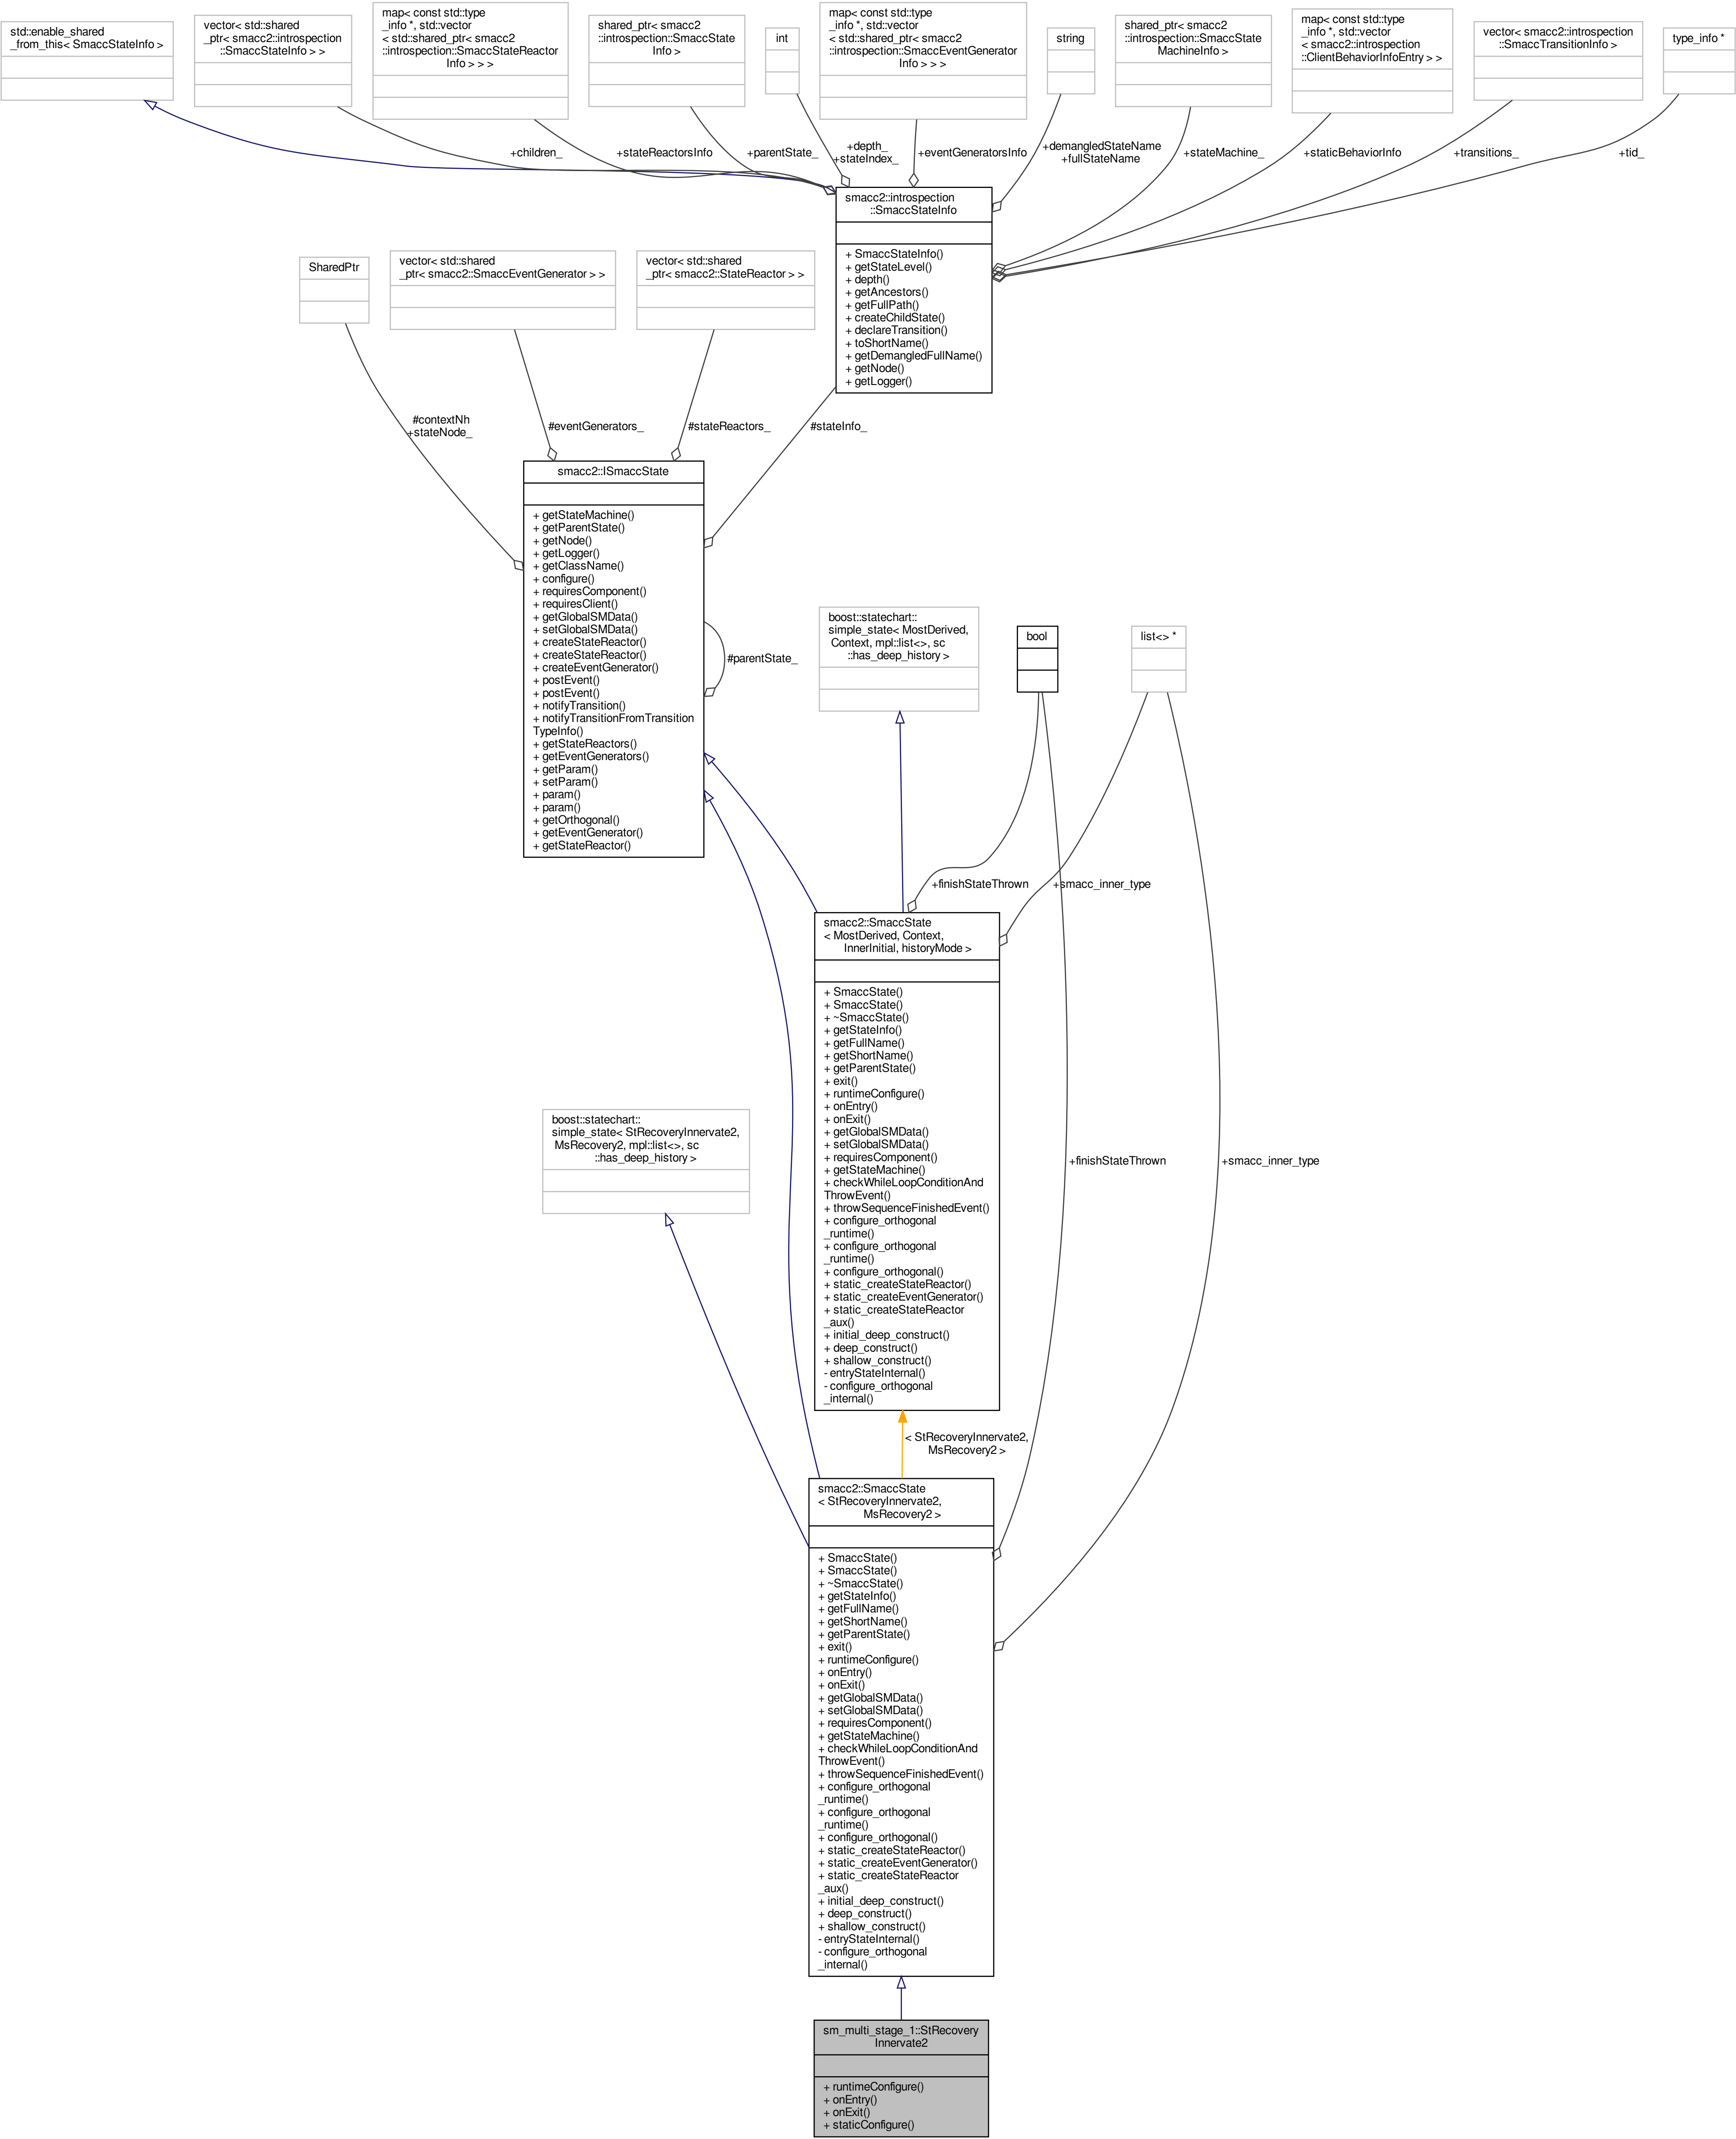 std::enable_shared
_from_this< SmaccStateInfo >
vector< std::shared
_ptr< smacc2::introspection
::SmaccStateInfo > >
map< const std::type
_info *, std::vector
< std::shared_ptr< smacc2
::introspection::SmaccStateReactor
Info > > >
shared_ptr< smacc2
::introspection::SmaccState
Info >
int
map< const std::type
_info *, std::vector
< std::shared_ptr< smacc2
::introspection::SmaccEventGenerator
Info > > >
string
shared_ptr< smacc2
::introspection::SmaccState
MachineInfo >
map< const std::type
_info *, std::vector
< smacc2::introspection
::ClientBehaviorInfoEntry > >
vector< smacc2::introspection
::SmaccTransitionInfo >
type_info *
+children_
+stateReactorsInfo
+parentState_
+depth_
+stateIndex_
+eventGeneratorsInfo
+demangledStateName
+fullStateName
+stateMachine_
+staticBehaviorInfo
+transitions_
+tid_
smacc2::introspection
::SmaccStateInfo
+ SmaccStateInfo()
+ getStateLevel()
+ depth()
+ getAncestors()
+ getFullPath()
+ createChildState()
+ declareTransition()
+ toShortName()
+ getDemangledFullName()
+ getNode()
+ getLogger()
SharedPtr
vector< std::shared
_ptr< smacc2::SmaccEventGenerator > >
vector< std::shared
_ptr< smacc2::StateReactor > >
#contextNh
+stateNode_
#eventGenerators_
#stateReactors_
#stateInfo_
smacc2::ISmaccState
+ getStateMachine()
+ getParentState()
+ getNode()
+ getLogger()
+ getClassName()
+ configure()
+ requiresComponent()
+ requiresClient()
+ getGlobalSMData()
+ setGlobalSMData()
+ createStateReactor()
+ createStateReactor()
+ createEventGenerator()
+ postEvent()
+ postEvent()
+ notifyTransition()
+ notifyTransitionFromTransition
TypeInfo()
+ getStateReactors()
+ getEventGenerators()
+ getParam()
+ setParam()
+ param()
+ param()
+ getOrthogonal()
+ getEventGenerator()
+ getStateReactor()
#parentState_
boost::statechart::
simple_state< MostDerived,
Context, mpl::list<>, sc
::has_deep_history >
bool
list<> *
+finishStateThrown
+smacc_inner_type
smacc2::SmaccState
< MostDerived, Context,
InnerInitial, historyMode >
+ SmaccState()
+ SmaccState()
+ ~SmaccState()
+ getStateInfo()
+ getFullName()
+ getShortName()
+ getParentState()
+ exit()
+ runtimeConfigure()
+ onEntry()
+ onExit()
+ getGlobalSMData()
+ setGlobalSMData()
+ requiresComponent()
+ getStateMachine()
+ checkWhileLoopConditionAnd
ThrowEvent()
+ throwSequenceFinishedEvent()
+ configure_orthogonal
_runtime()
+ configure_orthogonal
_runtime()
+ configure_orthogonal()
+ static_createStateReactor()
+ static_createEventGenerator()
+ static_createStateReactor
_aux()
+ initial_deep_construct()
+ deep_construct()
+ shallow_construct()
- entryStateInternal()
- configure_orthogonal
_internal()
boost::statechart::
simple_state< StRecoveryInnervate2,
MsRecovery2, mpl::list<>, sc
::has_deep_history >
+finishStateThrown
+smacc_inner_type
< StRecoveryInnervate2,
MsRecovery2 >
smacc2::SmaccState
< StRecoveryInnervate2,
MsRecovery2 >
+ SmaccState()
+ SmaccState()
+ ~SmaccState()
+ getStateInfo()
+ getFullName()
+ getShortName()
+ getParentState()
+ exit()
+ runtimeConfigure()
+ onEntry()
+ onExit()
+ getGlobalSMData()
+ setGlobalSMData()
+ requiresComponent()
+ getStateMachine()
+ checkWhileLoopConditionAnd
ThrowEvent()
+ throwSequenceFinishedEvent()
+ configure_orthogonal
_runtime()
+ configure_orthogonal
_runtime()
+ configure_orthogonal()
+ static_createStateReactor()
+ static_createEventGenerator()
+ static_createStateReactor
_aux()
+ initial_deep_construct()
+ deep_construct()
+ shallow_construct()
- entryStateInternal()
- configure_orthogonal
_internal()
sm_multi_stage_1::StRecovery
Innervate2
+ runtimeConfigure()
+ onEntry()
+ onExit()
+ staticConfigure()